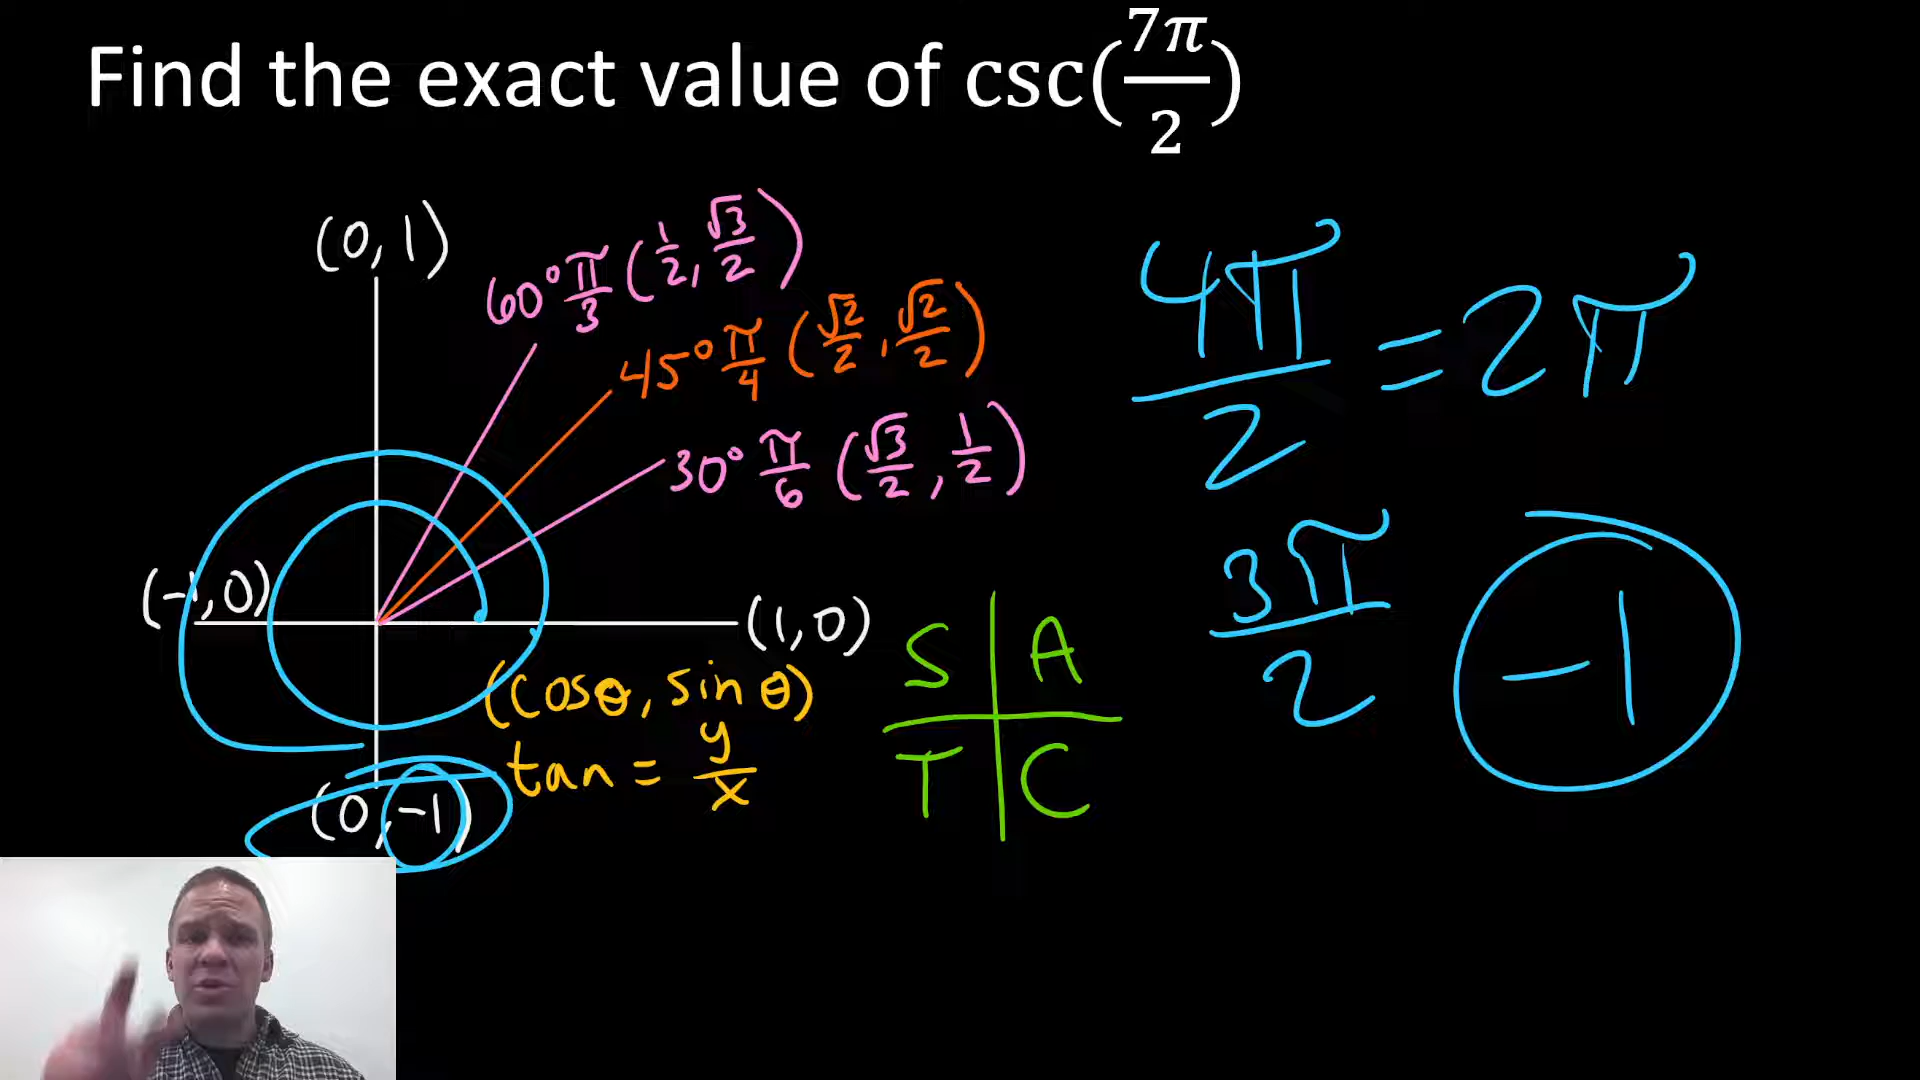 Find the exact value of csc(7π/2)
(0, 1)
60° π/3 (1/2, √3/2)
45° π/4 (√2/2, √2/2)
30° π/6 (√3/2, 1/2)
(-1, 0)
(1, 0)
(cosθ, sin θ)
tan = y/x
(0, -1)
S A
T C
4π/2 = 2π
3π/2
-1